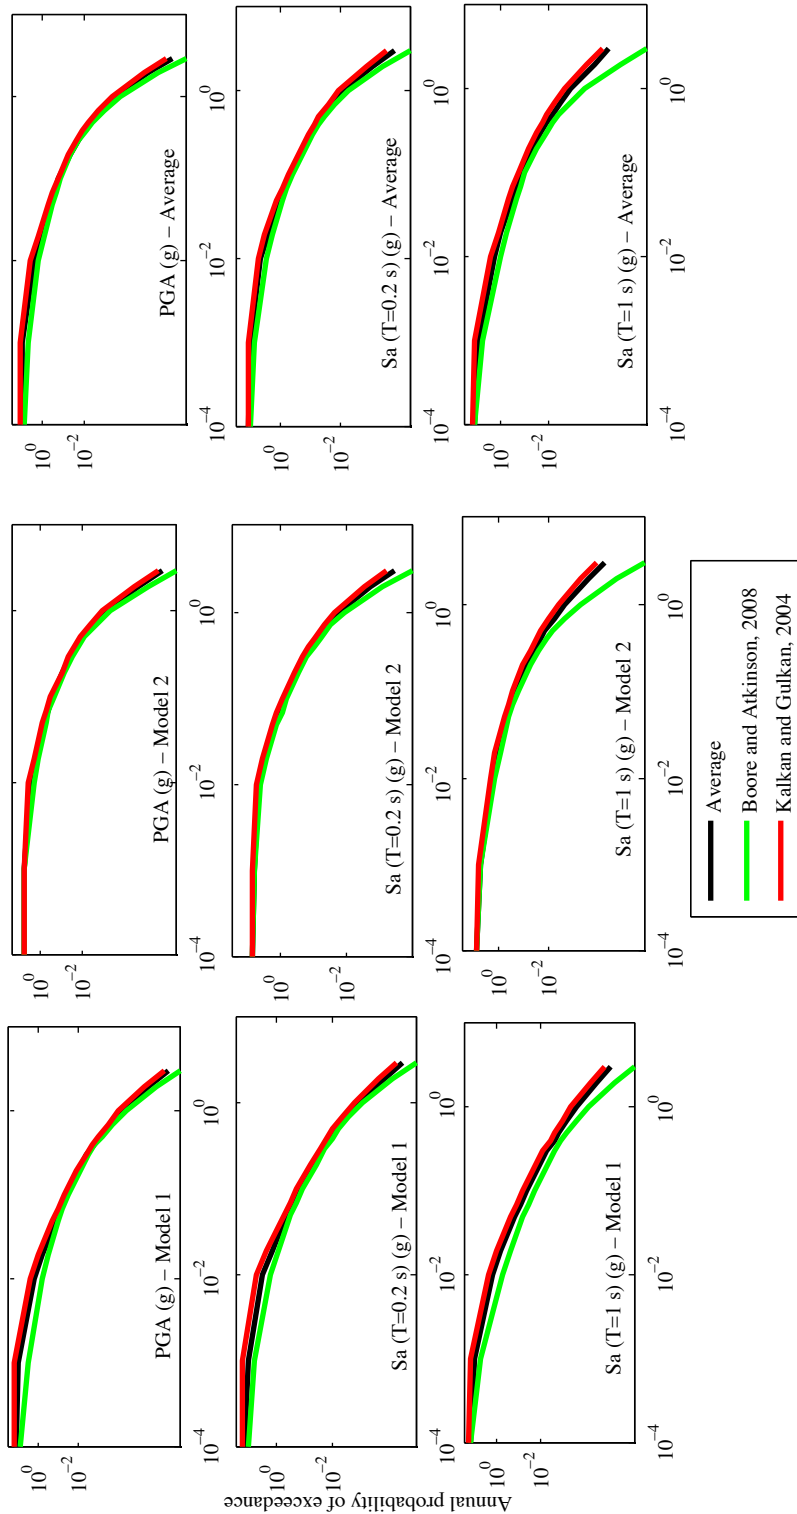 Annual probability of exceedance
10^0
10^-2
PGA (g) − Model 1
10^-4 10^-2 10^0
10^0
10^-2
PGA (g) − Model 2
10^-4 10^-2 10^0
10^0
10^-2
PGA (g) − Average
10^-4 10^-2 10^0
10^0
10^-2
Sa (T=0.2 s) (g) − Model 1
10^-4 10^-2 10^0
10^0
10^-2
Sa (T=0.2 s) (g) − Model 2
10^-4 10^-2 10^0
10^0
10^-2
Sa (T=0.2 s) (g) − Average
10^-4 10^-2 10^0
10^0
10^-2
Sa (T=1 s) (g) − Model 1
10^-4 10^-2 10^0
10^0
10^-2
Sa (T=1 s) (g) − Model 2
10^-4 10^-2 10^0
10^0
10^-2
Sa (T=1 s) (g) − Average
10^-4 10^-2 10^0
Average
Boore and Atkinson, 2008
Kalkan and Gulkan, 2004